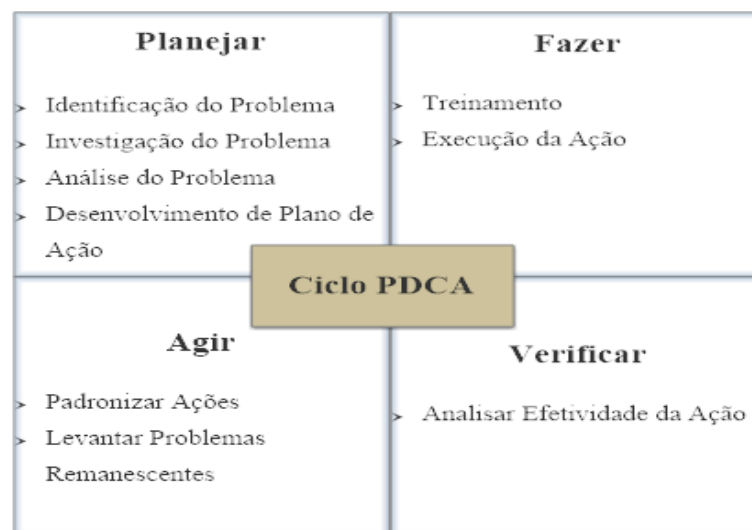 Planejar
Identificação do Problema
Investigação do Problema
Análise do Problema
Desenvolvimento de Plano de
Ação
Fazer
Treinamento
Execução da Ação
Ciclo PDCA
Agir
Padronizar Ações
Levantar Problemas
Remanescentes
Verificar
Analisar Efetividade da Ação